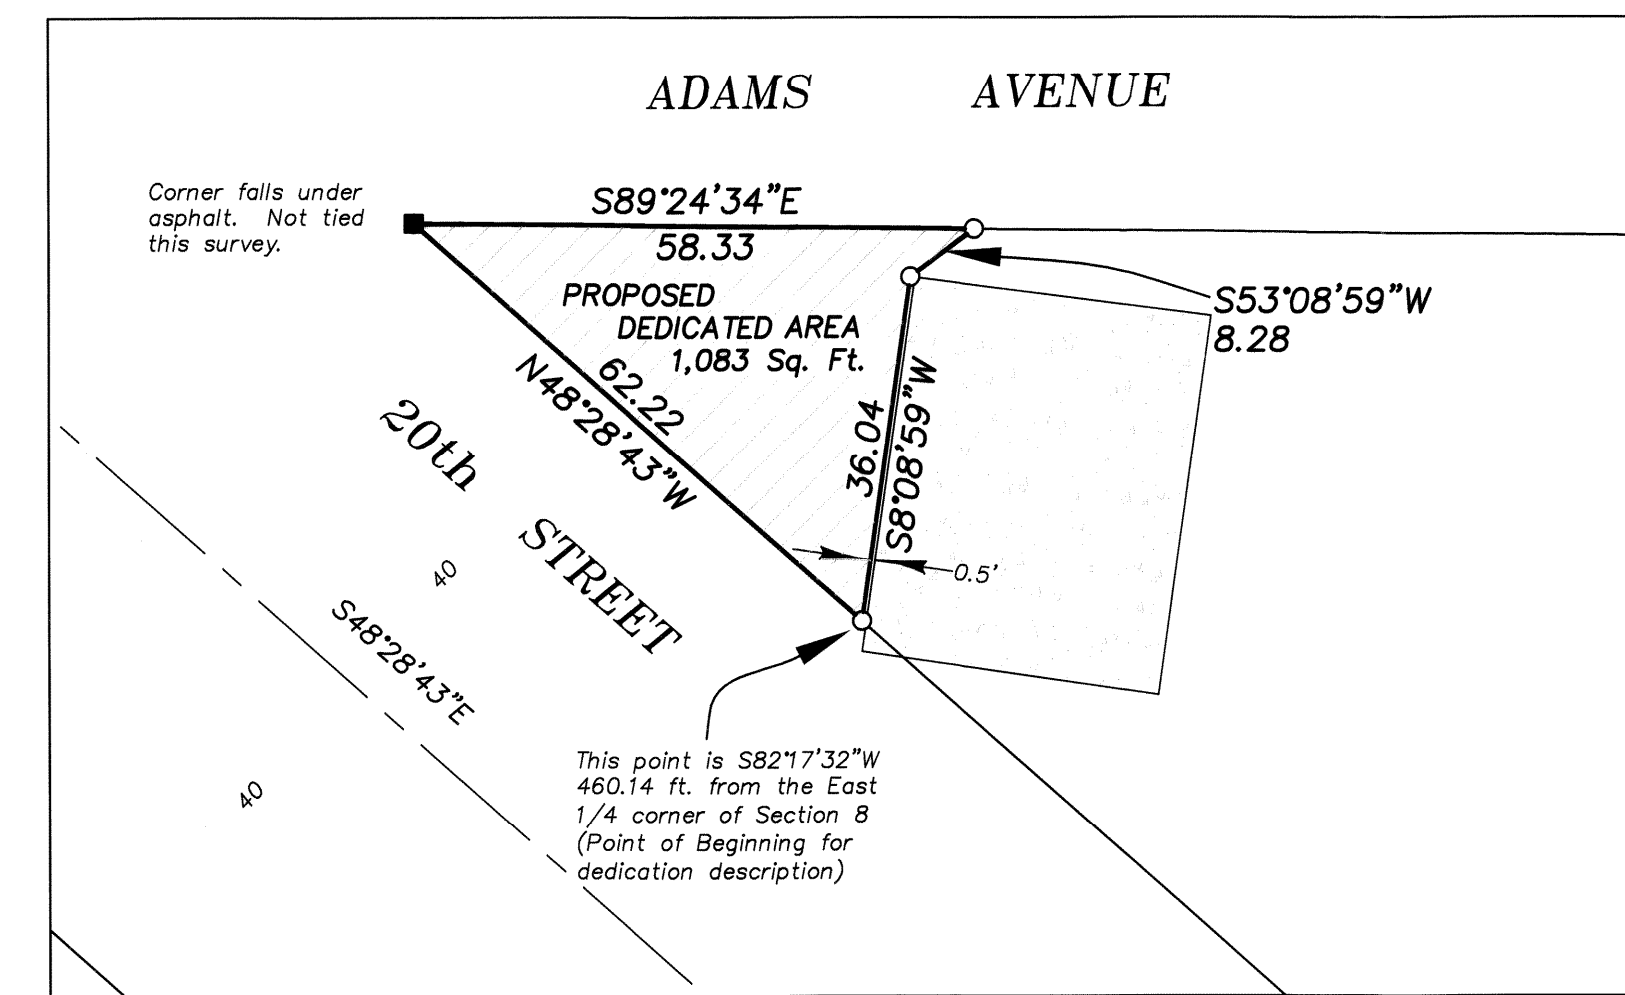 ADAMS AVENUE
Corner falls under
asphalt. Not tied
this survey.
S89°24'34"E
58.33
PROPOSED
DEDICATED AREA
1,083 Sq. Ft.
S53°08'59"W
8.28
62.22
N48°28'43"W
36.04
S8°08'59"W
20th STREET
0.5'
40
S48°28'43"E
40
This point is S82°17'32"W
460.14 ft. from the East
1/4 corner of Section 8
(Point of Beginning for
dedication description)